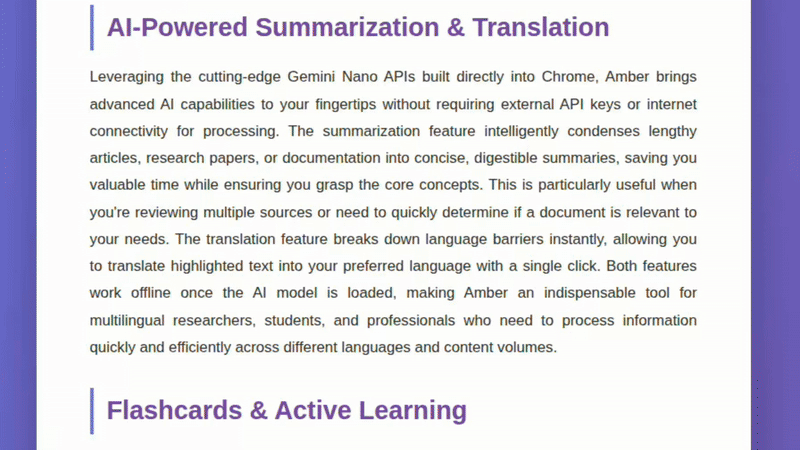 AI-Powered Summarization & Translation
Leveraging the cutting-edge Gemini Nano APIs built directly into Chrome, Amber brings
advanced AI capabilities to your fingertips without requiring external API keys or internet
connectivity for processing. The summarization feature intelligently condenses lengthy
articles, research papers, or documentation into concise, digestible summaries, saving you
valuable time while ensuring you grasp the core concepts. This is particularly useful when
you're reviewing multiple sources or need to quickly determine if a document is relevant to
your needs. The translation feature breaks down language barriers instantly, allowing you
to translate highlighted text into your preferred language with a single click. Both features
work offline once the AI model is loaded, making Amber an indispensable tool for
multilingual researchers, students, and professionals who need to process information
quickly and efficiently across different languages and content volumes.
Flashcards & Active Learning